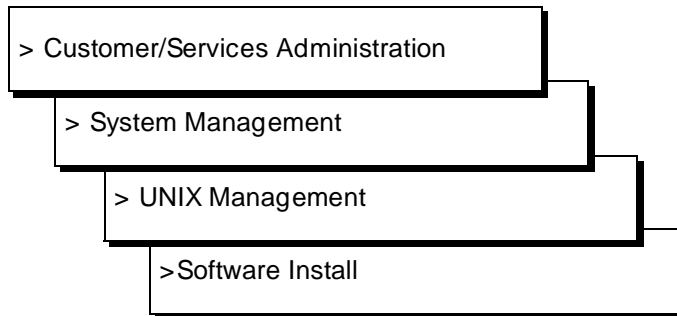 > Customer/Services Administration
> System Management
> UNIX Management
>Software Install